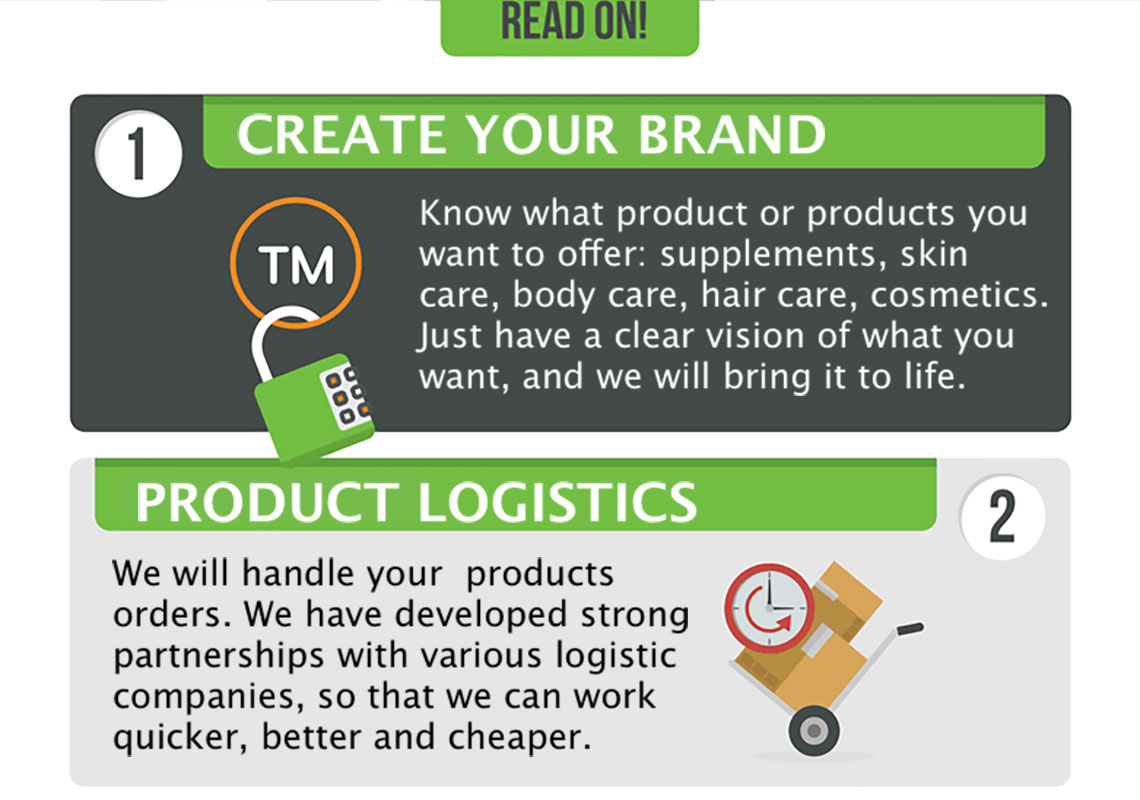 READ ON!
1
CREATE YOUR BRAND
TM
Know what product or products you
want to offer: supplements, skin
care, body care, hair care, cosmetics.
Just have a clear vision of what you
want, and we will bring it to life.
PRODUCT LOGISTICS
2
We will handle your  products
orders. We have developed strong
partnerships with various logistic
companies, so that we can work
quicker, better and cheaper.